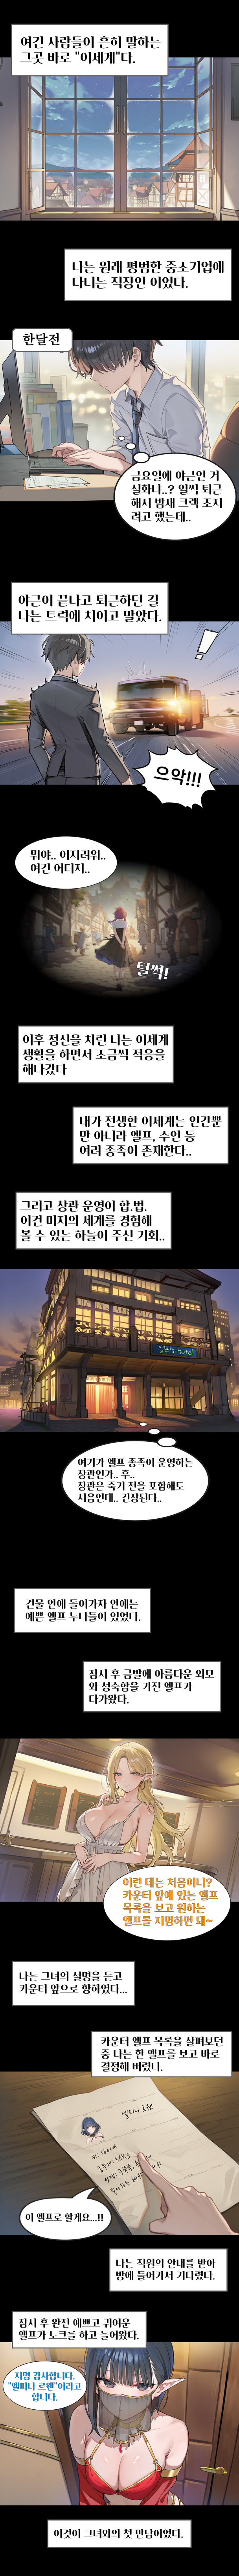 여긴 사람들이 흔히 말하는
그곳 바로 "이세계"다.
나는 원래 평범한 중소기업에
다니는 직장인 이었다.
한달전
금요일에 야근인 거
실화냐..? 일찍 퇴근
해서 밤새 크랙 조지
려고 했는데..
야근이 끝나고 퇴근하던 길
나는 트럭에 치이고 말았다.
으악!!!
뭐야.. 어지러워..
여긴 어디지..
털썩!
이후 정신을 차린 나는 이세계
생활을 하면서 조금씩 적응을
해나갔다
내가 전생한 이세계는 인간뿐
만 아니라 엘프, 수인 등
여러 종족이 존재한다..
그리고 창관 운영이 합.법.
이건 미지의 세계를 경험해
볼 수 있는 하늘이 주신 기회..
엘프's Hotel
여기가 엘프 종족이 운영하는
창관인가.. 후..
창관은 죽기 전을 포함해도
처음인데.. 긴장된다..
건물 안에 들어가자 안에는
예쁜 엘프 누나들이 있었다.
잠시 후 금발에 아름다운 외모
와 성숙함을 가진 엘프가
다가왔다.
이런 데는 처음이니?
카운터 앞에 있는 엘프
목록을 보고 원하는
엘프를 지명하면 돼~
나는 그녀의 설명을 듣고
카운터 앞으로 향하였다...
카운터 엘프 목록을 살펴보던
중 나는 한 엘프를 보고 바로
결정해 버렸다.
엘피나 르웬
이 엘프로 할게요...!!
나는 직원의 안내를 받아
방에 들어가서 기다렸다.
잠시 후 완전 예쁘고 귀여운
엘프가 노크를 하고 들어왔다.
지명 감사합니다.
"엘피나 르웬"이라고
합니다.
이것이 그녀와의 첫 만남이었다.